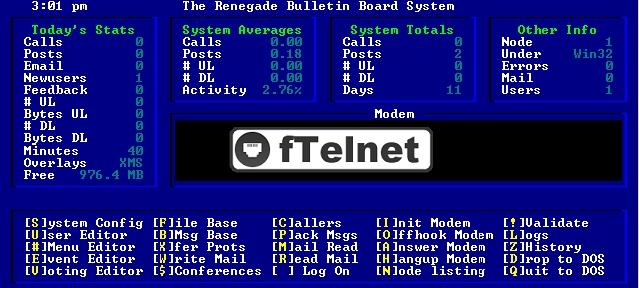 3:01 pm The Renegade Bulletin Board System
Today's Stats System Averages System Totals Other Info
Calls 0 Calls 0.00 Calls 0 Node 1
Posts 0 Posts 0.18 Posts 2 Under Win32
Email 0 # UL 0.00 # UL 0 Errors 0
Newusers 1 # DL 0.00 # DL 0 Mail 0
Feedback 0 Activity 2.76% Days 11 Users 1
# UL 0
Bytes UL 0 Modem
# DL 0
Bytes DL 0
Minutes 40 fTelnet
Overlays XMS
Free 976.4 MB
[S]ystem Config [F]ile Base [C]allers [I]nit Modem [!]Validate
[U]ser Editor [B]Msg Base [P]ack Msgs [O]ffhook Modem [L]ogs
[#]Menu Editor [X]fer Prots [M]ail Read [A]nswer Modem [Z]History
[E]vent Editor [W]rite Mail [R]ead Mail [H]angup Modem [D]rop to DOS
[V]oting Editor [$]Conferences [ ] Log On [N]ode listing [Q]uit to DOS